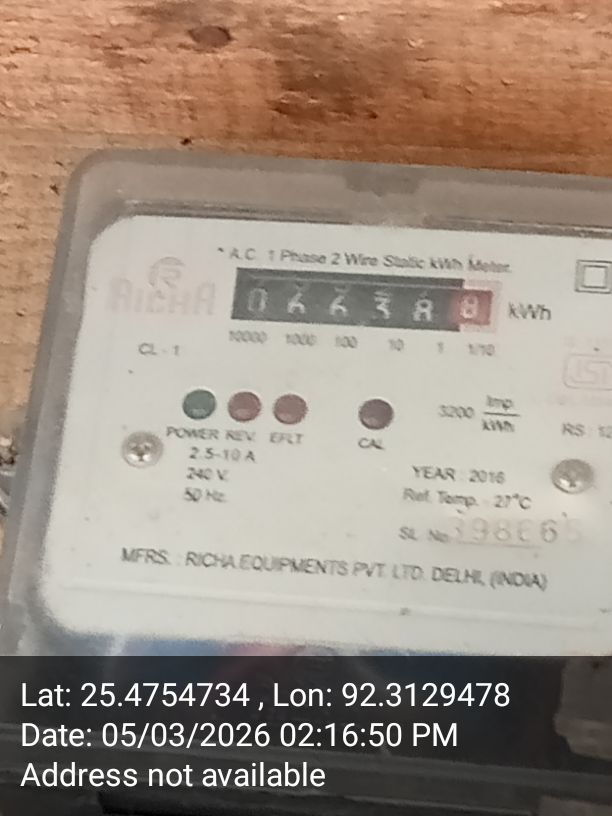 A.C. 1 Phase 2 Wire Static kWh Meter.
RICHA
kWh
10000 1000 100 10 1 1/10
CL - 1
3200 Imp. kWh
POWER REV. EFLT CAL
RS : 12
2.5-10 A
240 V.
50 Hz.
YEAR : 2016
Ref. Temp. - 27°C
SL. No.
MFRS. : RICHA EQUIPMENTS PVT. LTD. DELHI, (INDIA)
Lat: 25.4754734 , Lon: 92.3129478
Date: 05/03/2026 02:16:50 PM
Address not available